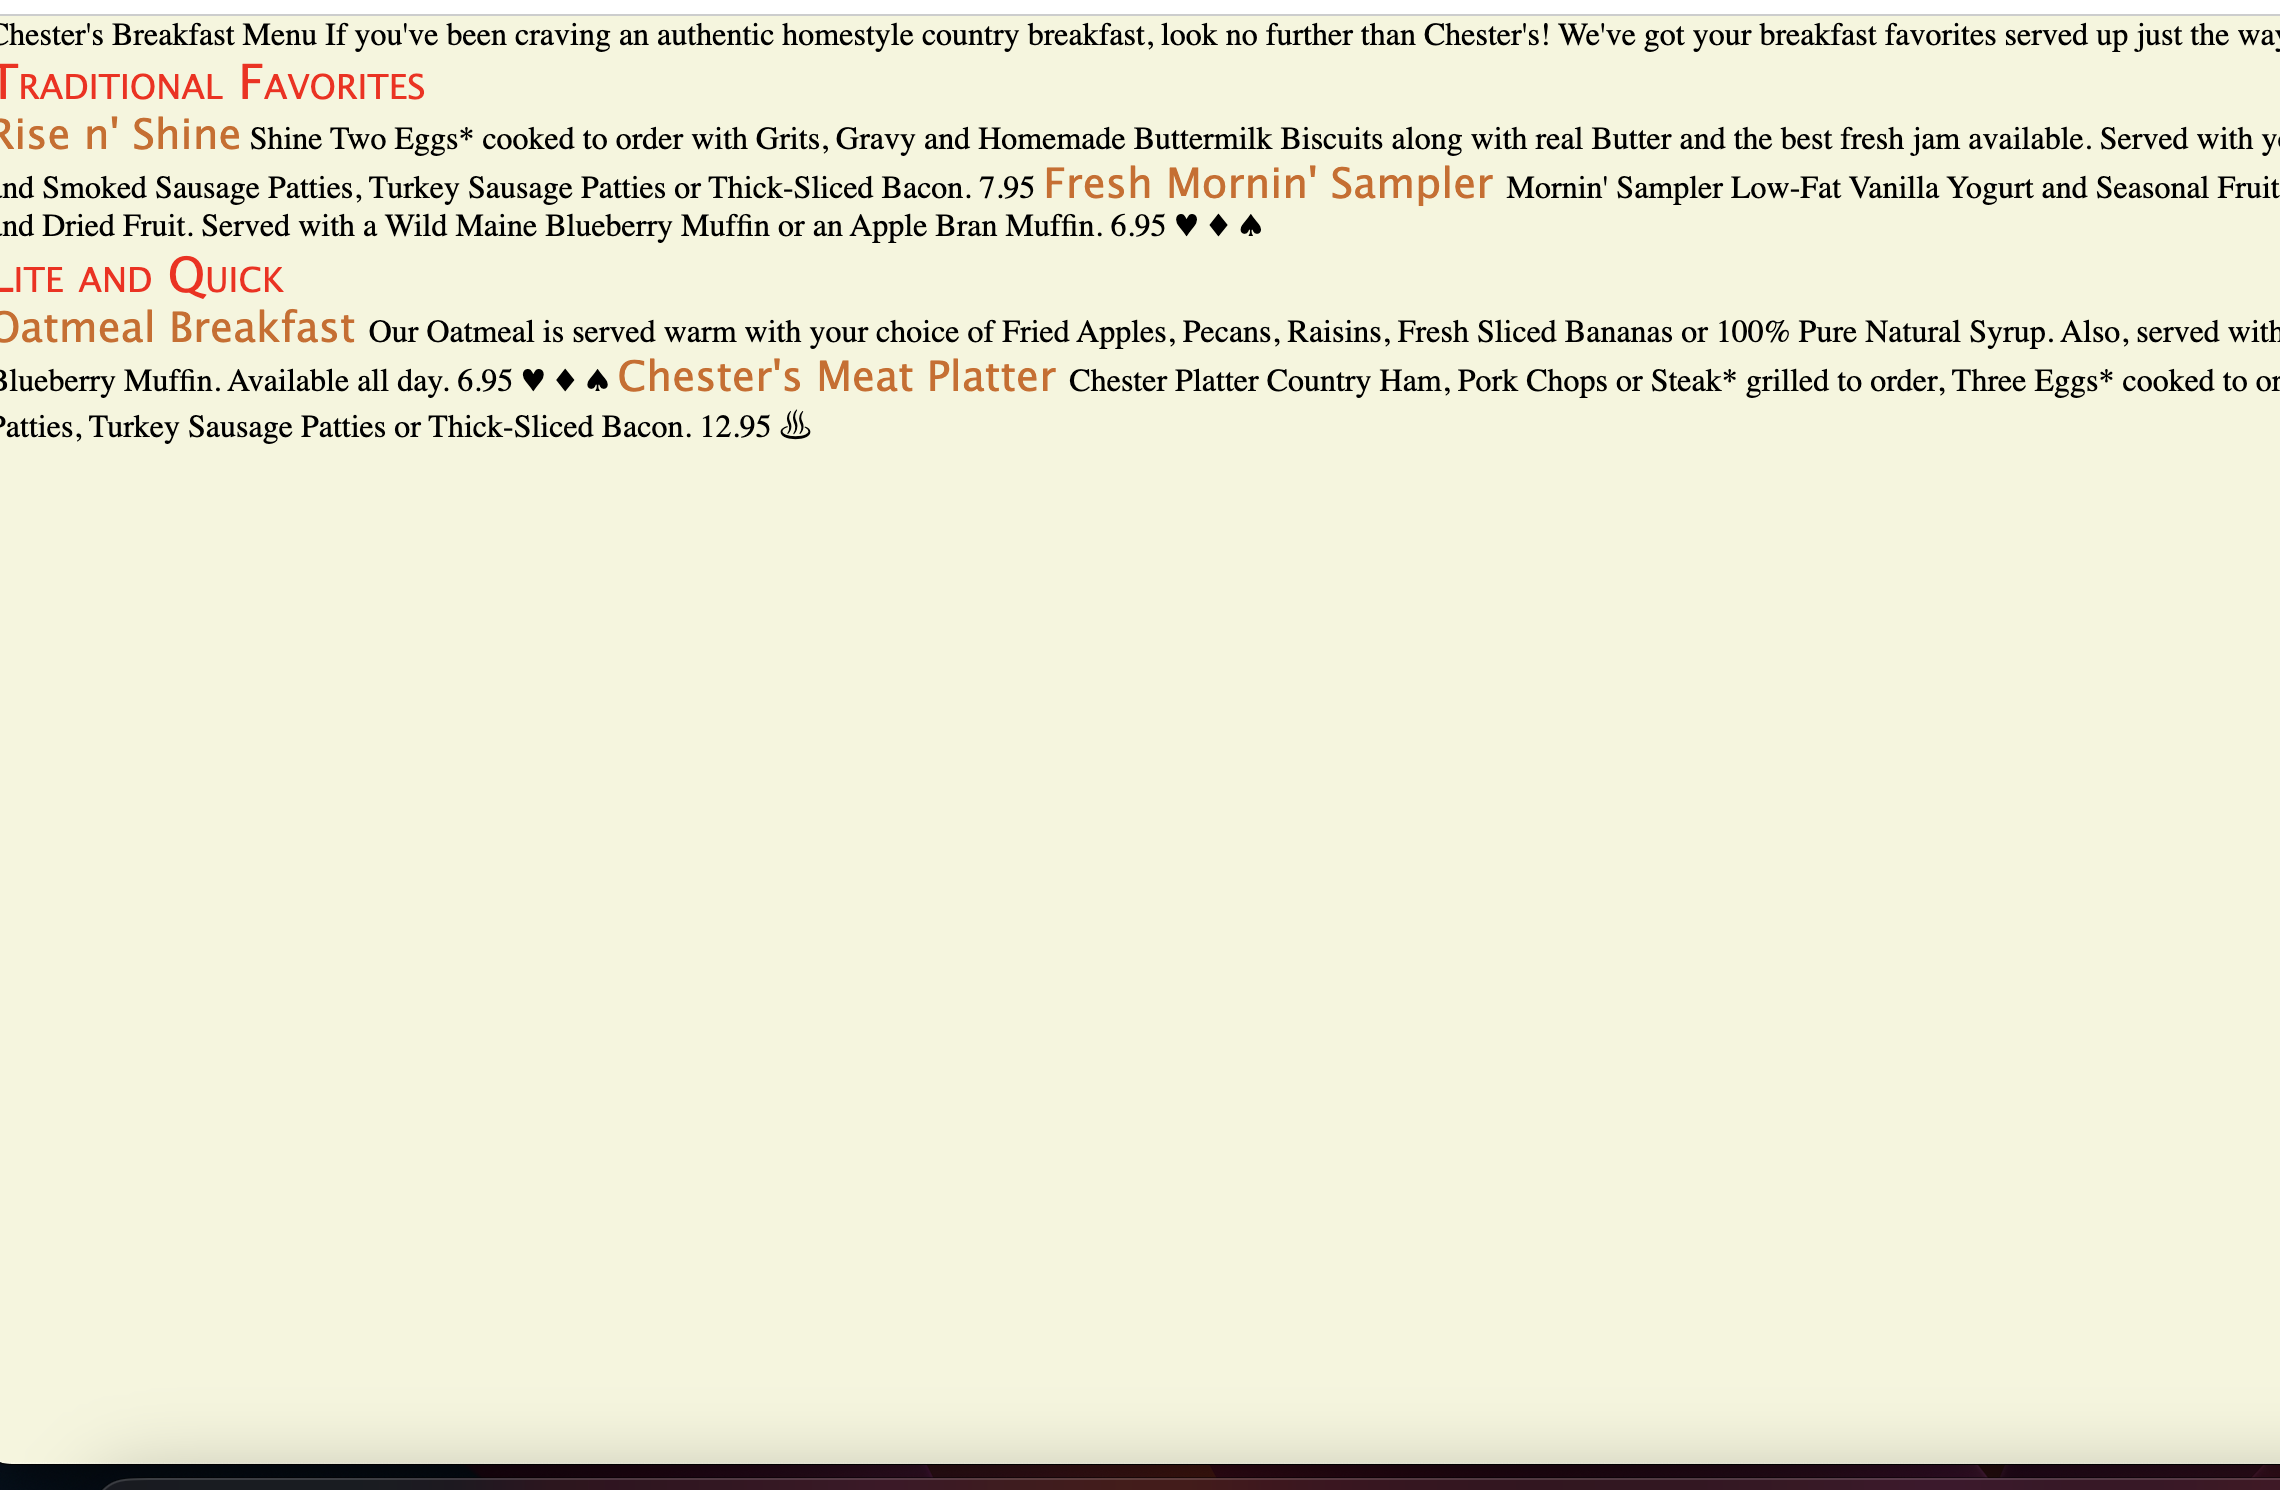 Chester's Breakfast Menu If you've been craving an authentic homestyle country breakfast, look no further than Chester's! We've got your breakfast favorites served up just the way
Traditional Favorites
Rise n' Shine Shine Two Eggs* cooked to order with Grits, Gravy and Homemade Buttermilk Biscuits along with real Butter and the best fresh jam available. Served with
and Smoked Sausage Patties, Turkey Sausage Patties or Thick-Sliced Bacon. 7.95 Fresh Mornin' Sampler Mornin' Sampler Low-Fat Vanilla Yogurt and Seasonal Fruit
and Dried Fruit. Served with a Wild Maine Blueberry Muffin or an Apple Bran Muffin. 6.95 ♥ ♦ ♠
Lite and Quick
Oatmeal Breakfast Our Oatmeal is served warm with your choice of Fried Apples, Pecans, Raisins, Fresh Sliced Bananas or 100% Pure Natural Syrup. Also, served with
Blueberry Muffin. Available all day. 6.95 ♥ ♦ ♠ Chester's Meat Platter Chester Platter Country Ham, Pork Chops or Steak* grilled to order, Three Eggs* cooked to
Patties, Turkey Sausage Patties or Thick-Sliced Bacon. 12.95 ♨